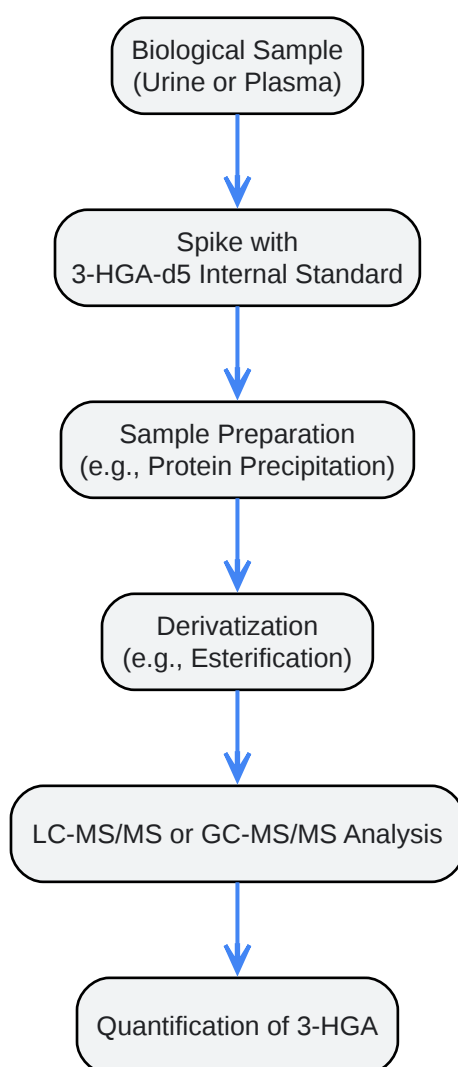 Biological Sample
(Urine or Plasma)
Spike with
3-HGA-d5 Internal Standard
Sample Preparation
(e.g., Protein Precipitation)
Derivatization
(e.g., Esterification)
LC-MS/MS or GC-MS/MS Analysis
Quantification of 3-HGA